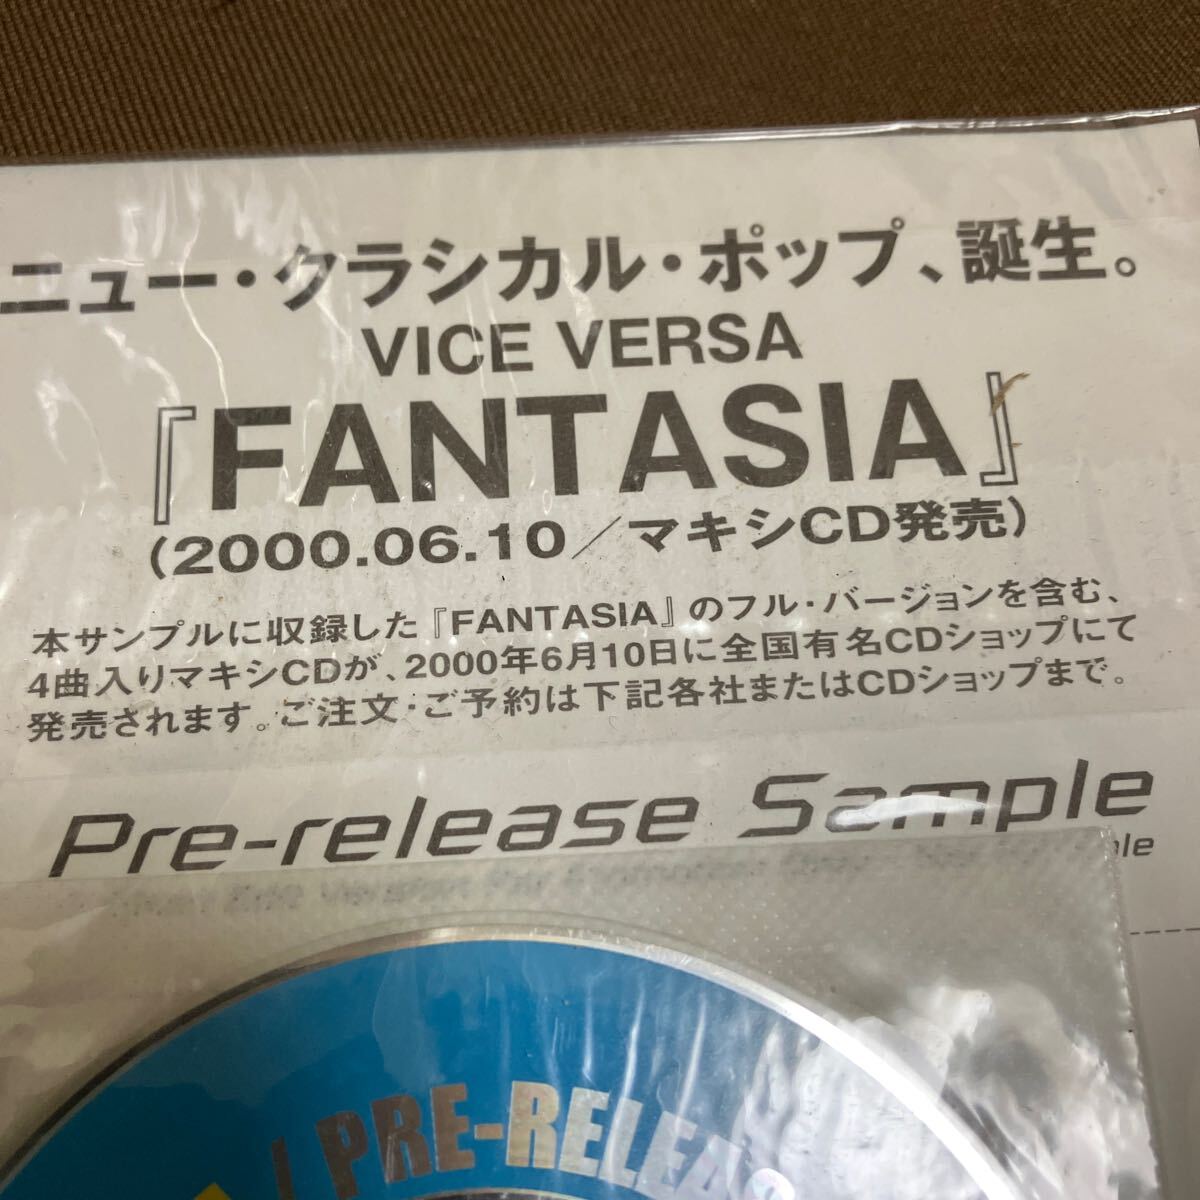 ニュー・クラシカル・ポップ、誕生。
VICE VERSA
『FANTASIA』
(2000.06.10/マキシCD発売)
本サンプルに収録した『FANTASIA』のフル・バージョンを含む、
4曲入りマキシCDが、2000年6月10日に全国有名CDショップにて
発売されます。ご注文・ご予約は下記各社またはCDショップまで。
Pre-release Sample
Edit Version For
PRE-RELEAS